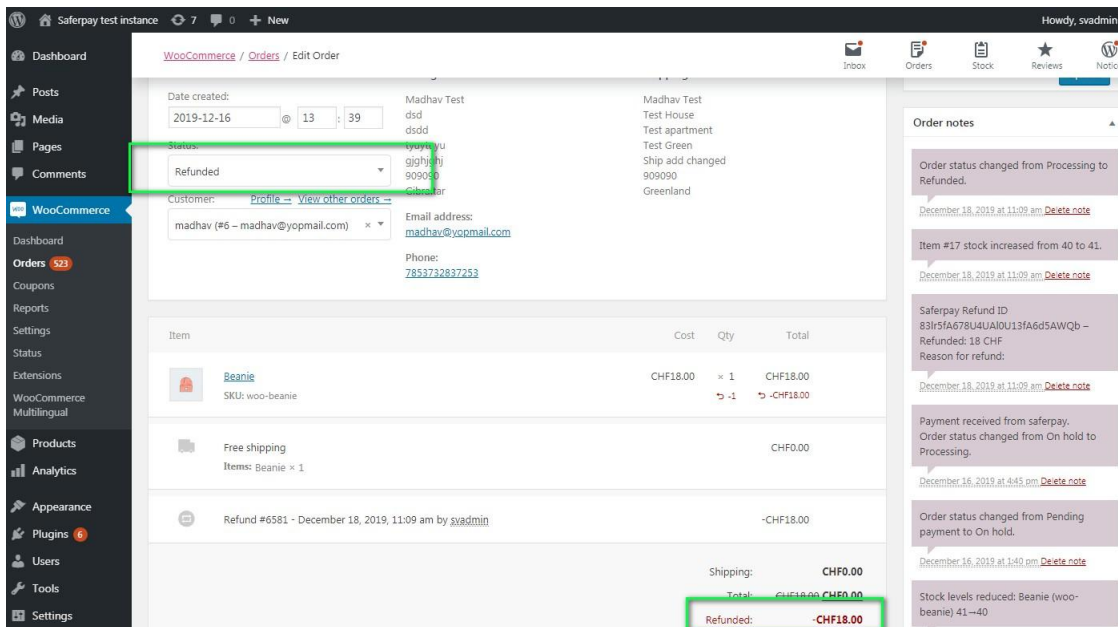 Saferpay test instance 7 0 + New Howdy, svadmin
Dashboard
Posts
Media
Pages
Comments
WooCommerce
Dashboard
Orders 523
Coupons
Reports
Settings
Status
Extensions
WooCommerce
Multilingual
Products
Analytics
Appearance
Plugins 6
Users
Tools
Settings
WooCommerce / Orders / Edit Order
Inbox
Orders
Stock
Reviews
Date created:
2019-12-16 @ 13 : 39
Status:
Refunded
Customer: Profile → View other orders →
madhav (#6 – madhav@yopmail.com) ×
Madhav Test
dsd
dsdd
tyuytuyu
gjghjghj
909090
Gibraltar
Email address:
madhav@yopmail.com
Phone:
7853732837253
Madhav Test
Test House
Test apartment
Test Green
Ship add changed
909090
Greenland
Item Cost Qty Total
Beanie CHF18.00 × 1 CHF18.00
SKU: woo-beanie -1 -CHF18.00
Free shipping CHF0.00
Items: Beanie × 1
Refund #6581 - December 18, 2019, 11:09 am by svadmin -CHF18.00
Shipping: CHF0.00
Total: CHF18.00 CHF0.00
Refunded: -CHF18.00
Order notes
Order status changed from Processing to
Refunded.
December 18, 2019 at 11:09 am Delete note
Item #17 stock increased from 40 to 41.
December 18, 2019 at 11:09 am Delete note
Saferpay Refund ID
83lr5fA678U4UAl0U13fA6d5AWQb –
Refunded: 18 CHF
Reason for refund:
December 18, 2019 at 11:09 am Delete note
Payment received from saferpay.
Order status changed from On hold to
Processing.
December 16, 2019 at 4:45 pm Delete note
Order status changed from Pending
payment to On hold.
December 16, 2019 at 1:40 pm Delete note
Stock levels reduced: Beanie (woo-
beanie) 41→40